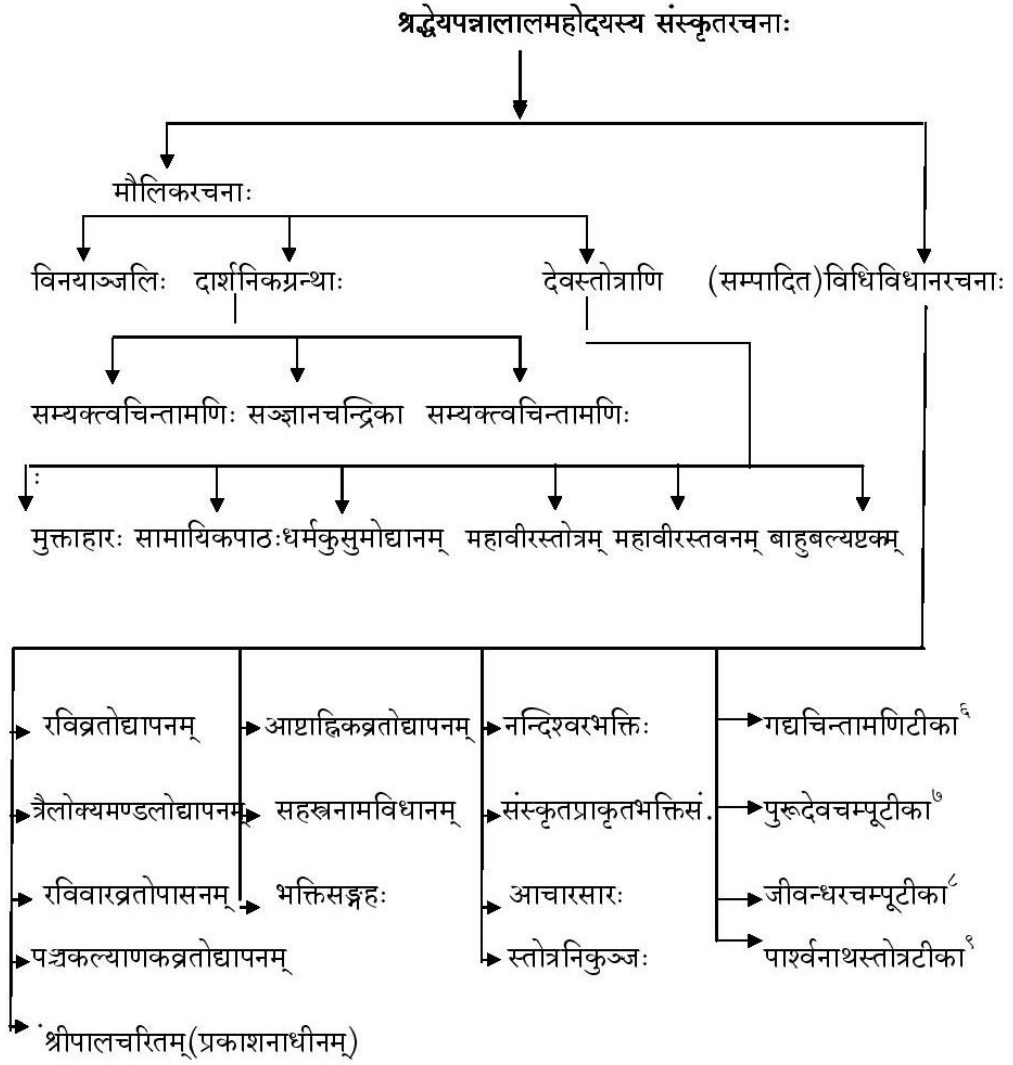 श्रद्धेयपन्नालालमहोदयस्य संस्कृतरचनाः
मौलिकरचनाः
विनयाञ्जलिः दार्शनिकग्रन्थाः देवस्तोत्राणि (सम्पादित)विधिविधानरचनाः
सम्यक्त्वचिन्तामणिः सञ्ज्ञानचन्द्रिका सम्यक्त्वचिन्तामणिः
:
मुक्ताहारः सामायिकपाठःधर्मकुसुमोद्यानम् महावीरस्तोत्रम् महावीरस्तवनम् बाहुबल्यष्टकम्
रविव्रतोद्यापनम् आष्टाह्निकव्रतोद्यापनम् नन्दिश्वरभक्तिः गद्यचिन्तामणिटीका६
त्रैलोक्यमण्डलोद्यापनम् सहस्त्रनामविधानम् संस्कृतप्राकृतभक्तिसं. पुरूदेवचम्पूटीका७
रविवारव्रतोपासनम् भक्तिसङ्ग्रहः आचारसारः जीवन्धरचम्पूटीका८
पञ्चकल्याणकव्रतोद्यापनम् स्तोत्रनिकुञ्जः पार्श्वनाथस्तोत्रटीका९
श्रीपालचरितम्(प्रकाशनाधीनम्)